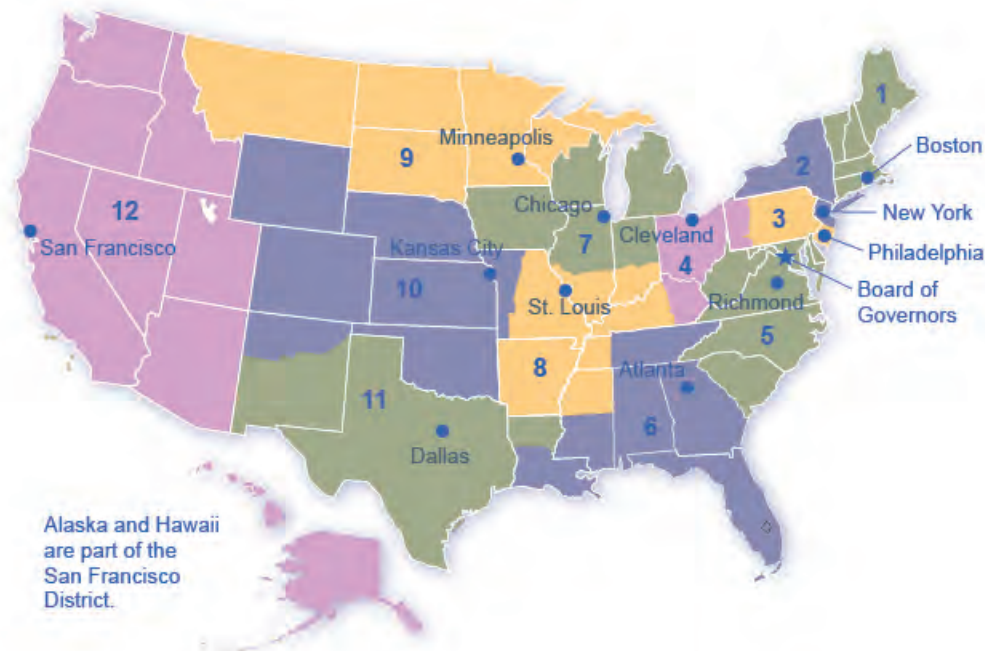 1
Boston
2
New York
3
Philadelphia
Board of
Governors
Minneapolis
9
Chicago
7
Cleveland
4
12
San Francisco
Kansas City
10
St. Louis
Richmond
5
8
Atlanta
6
11
Dallas
Alaska and Hawaii
are part of the
San Francisco
District.